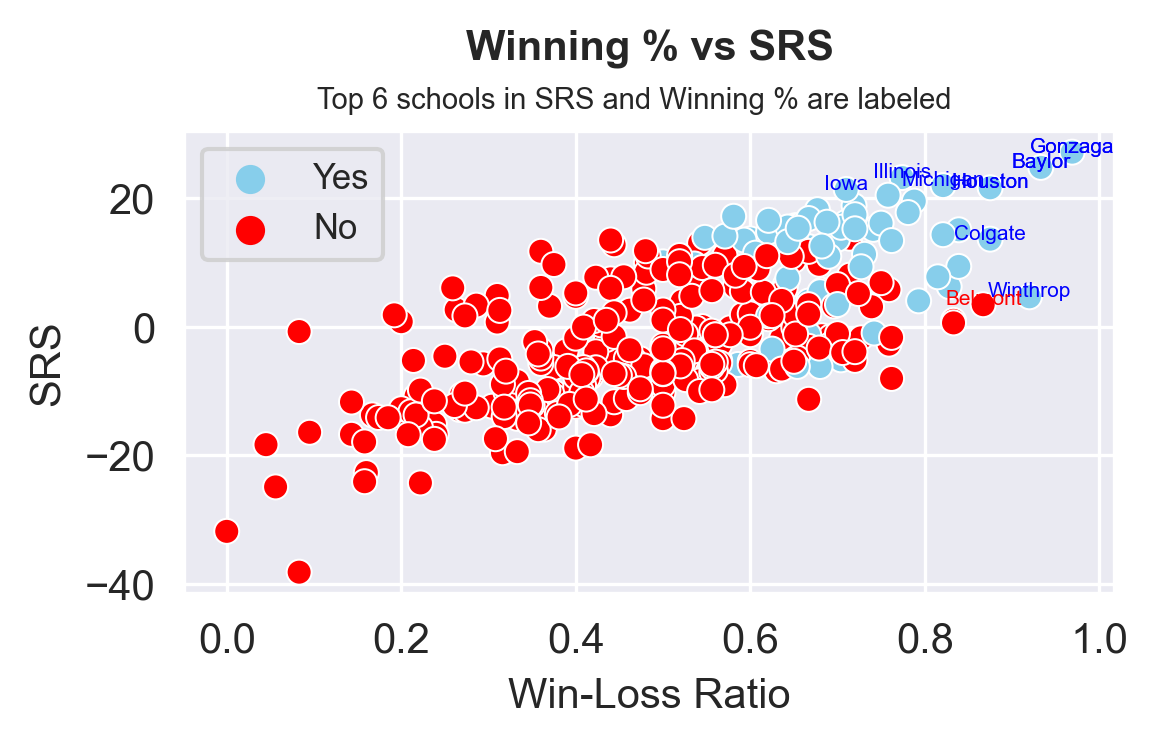 Winning % vs SRS
Top 6 schools in SRS and Winning % are labeled
Yes
No
Gonzaga
Baylor
Illinois
Michigan
Houston
Iowa
Colgate
Winthrop
Belmont
20
0
−20
−40
SRS
0.0 0.2 0.4 0.6 0.8 1.0
Win-Loss Ratio